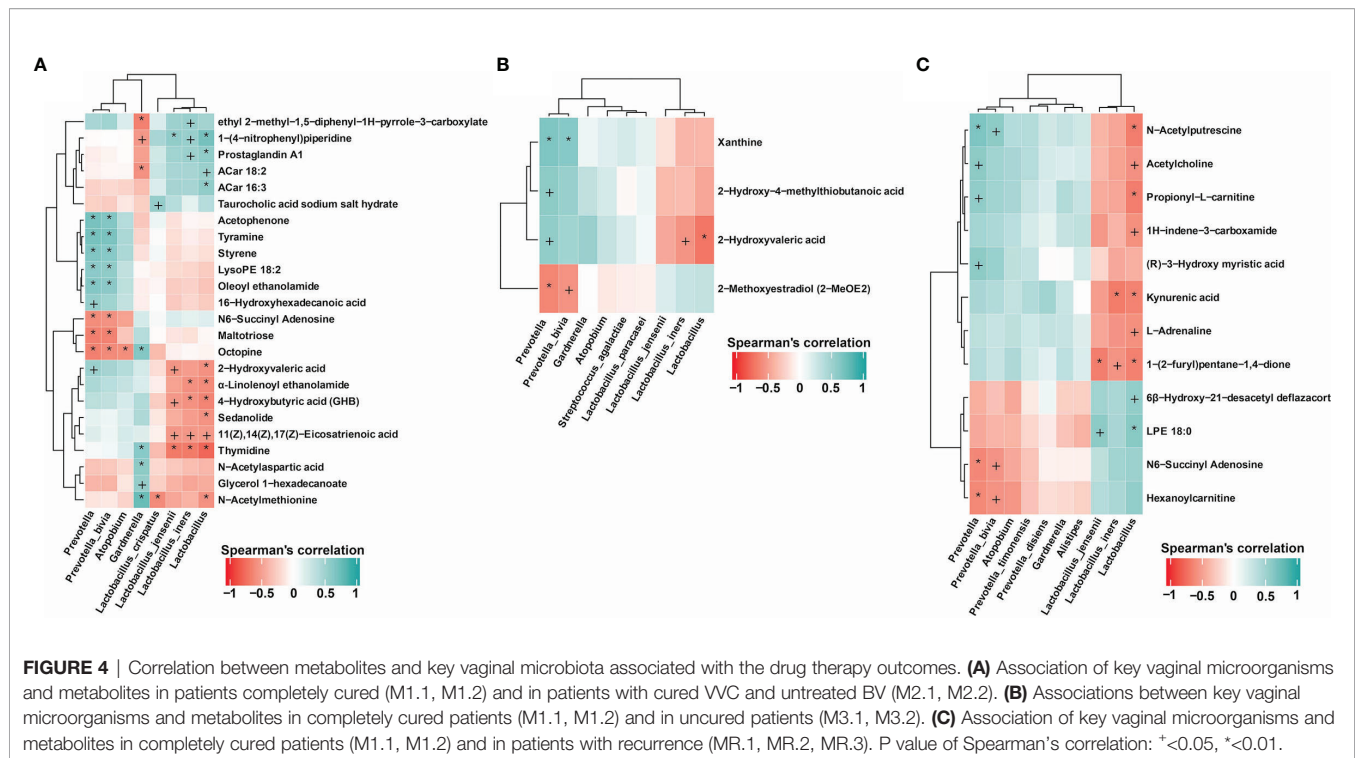 A
ethyl 2−methyl−1,5−diphenyl−1H−pyrrole−3−carboxylate
1−(4−nitrophenyl)piperidine
Prostaglandin A1
ACar 18:2
ACar 16:3
Taurocholic acid sodium salt hydrate
Acetophenone
Tyramine
Styrene
LysoPE 18:2
Oleoyl ethanolamide
16−Hydroxyhexadecanoic acid
N6−Succinyl Adenosine
Maltotriose
Octopine
2−Hydroxyvaleric acid
α-Linolenoyl ethanolamide
4−Hydroxybutyric acid (GHB)
Sedanolide
11(Z),14(Z),17(Z)−Eicosatrienoic acid
Thymidine
N−Acetylaspartic acid
Glycerol 1−hexadecanoate
N−Acetylmethionine
Prevotella
Prevotella_bivia
Atopobium
Gardnerella
Lactobacillus_crispatus
Lactobacillus_jensenii
Lactobacillus_iners
Lactobacillus
Spearman's correlation
−1 −0.5 0 0.5 1
B
Xanthine
2−Hydroxy−4−methylthiobutanoic acid
2−Hydroxyvaleric acid
2−Methoxyestradiol (2−MeOE2)
Prevotella
Prevotella_bivia
Gardnerella
Atopobium
Streptococcus_agalactiae
Lactobacillus_paracasei
Lactobacillus_jensenii
Lactobacillus_iners
Lactobacillus
Spearman's correlation
−1 −0.5 0 0.5 1
C
N−Acetylputrescine
Acetylcholine
Propionyl−L−carnitine
1H−indene−3−carboxamide
(R)−3−Hydroxy myristic acid
Kynurenic acid
L−Adrenaline
1−(2−furyl)pentane−1,4−dione
6β−Hydroxy−21−desacetyl deflazacort
LPE 18:0
N6−Succinyl Adenosine
Hexanoylcarnitine
Prevotella
Prevotella_bivia
Atopobium
Prevotella_timonensis
Prevotella_disiens
Gardnerella
Alistipes
Lactobacillus_jensenii
Lactobacillus_iners
Lactobacillus
Spearman's correlation
−1 −0.5 0 0.5 1
FIGURE 4 | Correlation between metabolites and key vaginal microbiota associated with the drug therapy outcomes. (A) Association of key vaginal microorganisms
and metabolites in patients completely cured (M1.1, M1.2) and in patients with cured VVC and untreated BV (M2.1, M2.2). (B) Associations between key vaginal
microorganisms and metabolites in completely cured patients (M1.1, M1.2) and in uncured patients (M3.1, M3.2). (C) Association of key vaginal microorganisms and
metabolites in completely cured patients (M1.1, M1.2) and in patients with recurrence (MR.1, MR.2, MR.3). P value of Spearman's correlation: +<0.05, *<0.01.